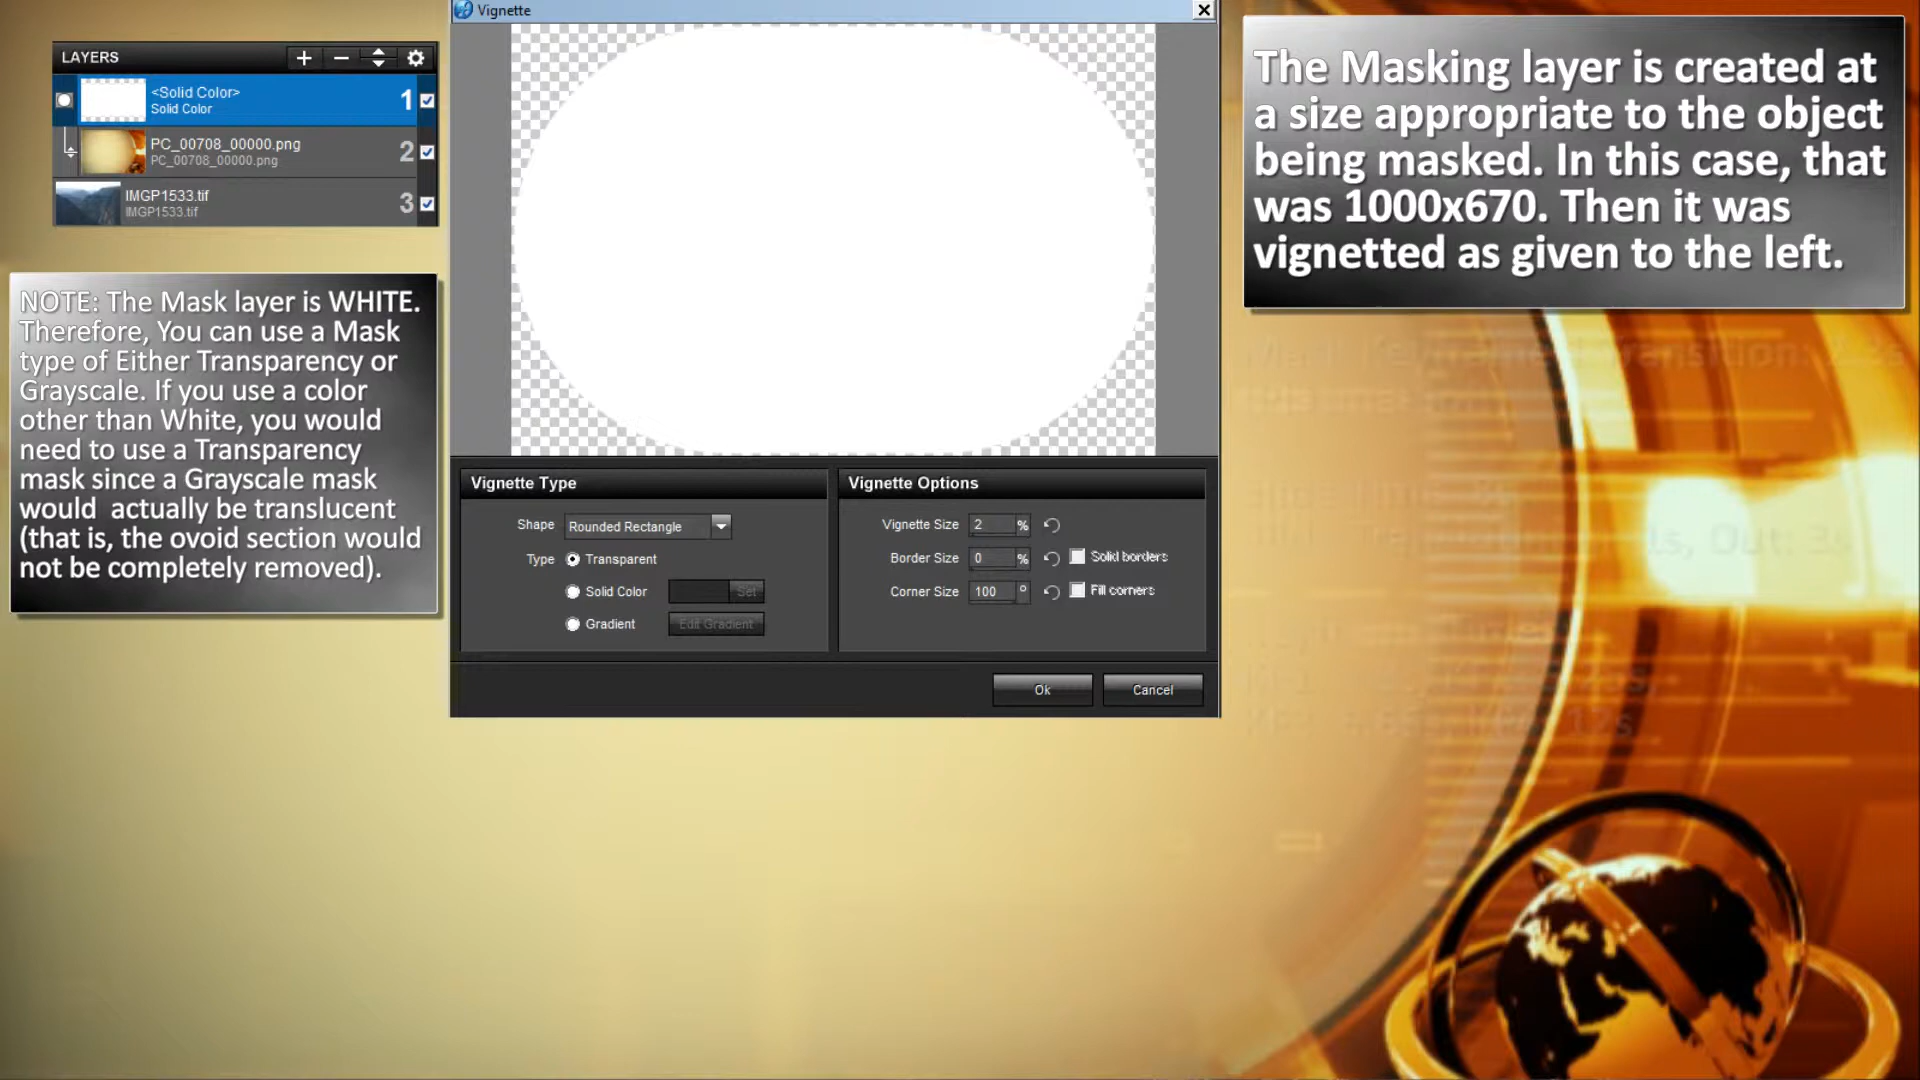 Vignette
LAYERS
<Solid Color>
Solid Color
1
PC_00708_00000.png
PC_00708_00000.png
2
IMGP1533.tif
IMGP1533.tif
3
NOTE: The Mask layer is WHITE.
Therefore, You can use a Mask
type of Either Transparency or
Grayscale. If you use a color
other than White, you would
need to use a Transparency
mask since a Grayscale mask
would actually be translucent
(that is, the ovoid section would
not be completely removed).
The Masking layer is created at
a size appropriate to the object
being masked. In this case, that
was 1000x670. Then it was
vignetted as given to the left.
Vignette Type
Shape Rounded Rectangle
Type Transparent
Solid Color Set
Gradient Edit Gradient
Vignette Options
Vignette Size 2 %
Border Size 0 % Solid borders
Corner Size 100 ° Fill corners
Ok Cancel